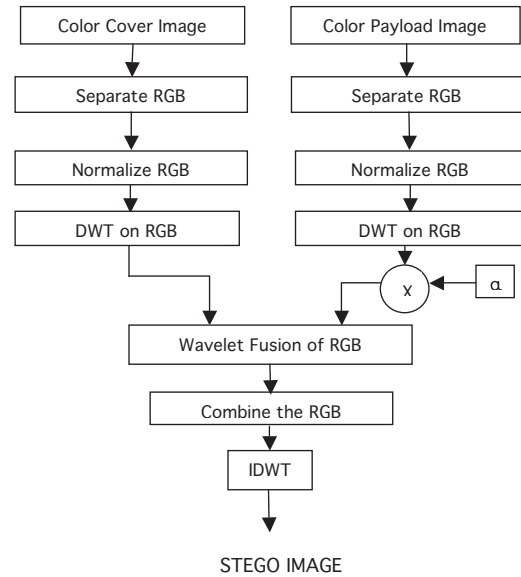 Color Cover Image
Color Payload Image
Separate RGB
Separate RGB
Normalize RGB
Normalize RGB
DWT on RGB
DWT on RGB
X
α
Wavelet Fusion of RGB
Combine the RGB
IDWT
STEGO IMAGE